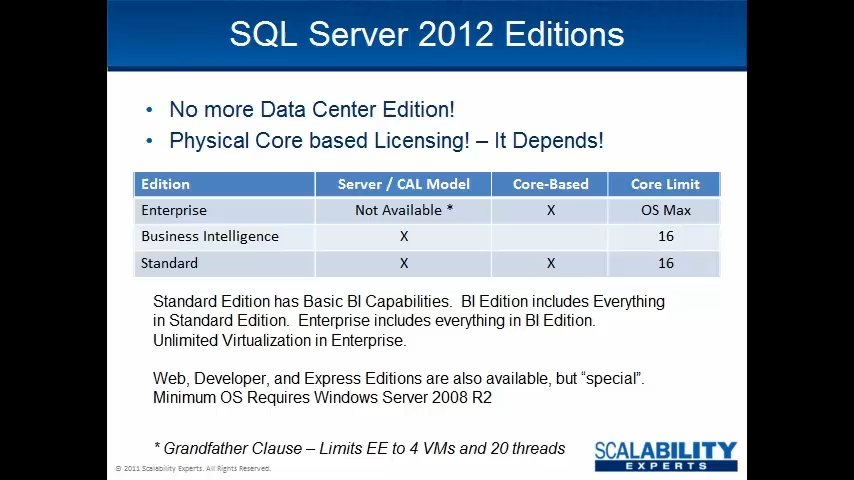 SQL Server 2012 Editions
• No more Data Center Edition!
• Physical Core based Licensing! – It Depends!
Edition Server / CAL Model Core-Based Core Limit
Enterprise Not Available * X OS Max
Business Intelligence X 16
Standard X X 16
Standard Edition has Basic BI Capabilities. BI Edition includes Everything
in Standard Edition. Enterprise includes everything in BI Edition.
Unlimited Virtualization in Enterprise.
Web, Developer, and Express Editions are also available, but “special”.
Minimum OS Requires Windows Server 2008 R2
* Grandfather Clause – Limits EE to 4 VMs and 20 threads
SCALABILITY
EXPERTS
© 2011 Scalability Experts. All Rights Reserved.